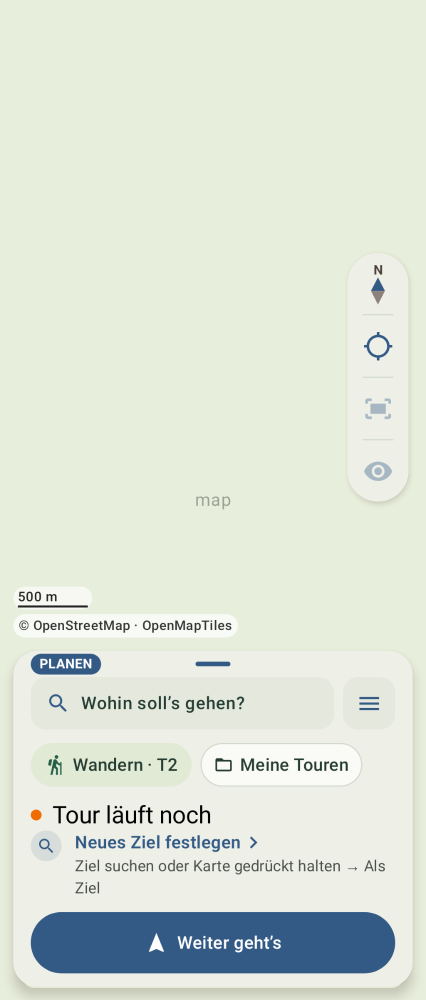 N
map
500 m
© OpenStreetMap · OpenMapTiles
PLANEN
Wohin soll’s gehen?
Wandern · T2
Meine Touren
Tour läuft noch
Neues Ziel festlegen
Ziel suchen oder Karte gedrückt halten → Als
Ziel
Weiter geht’s